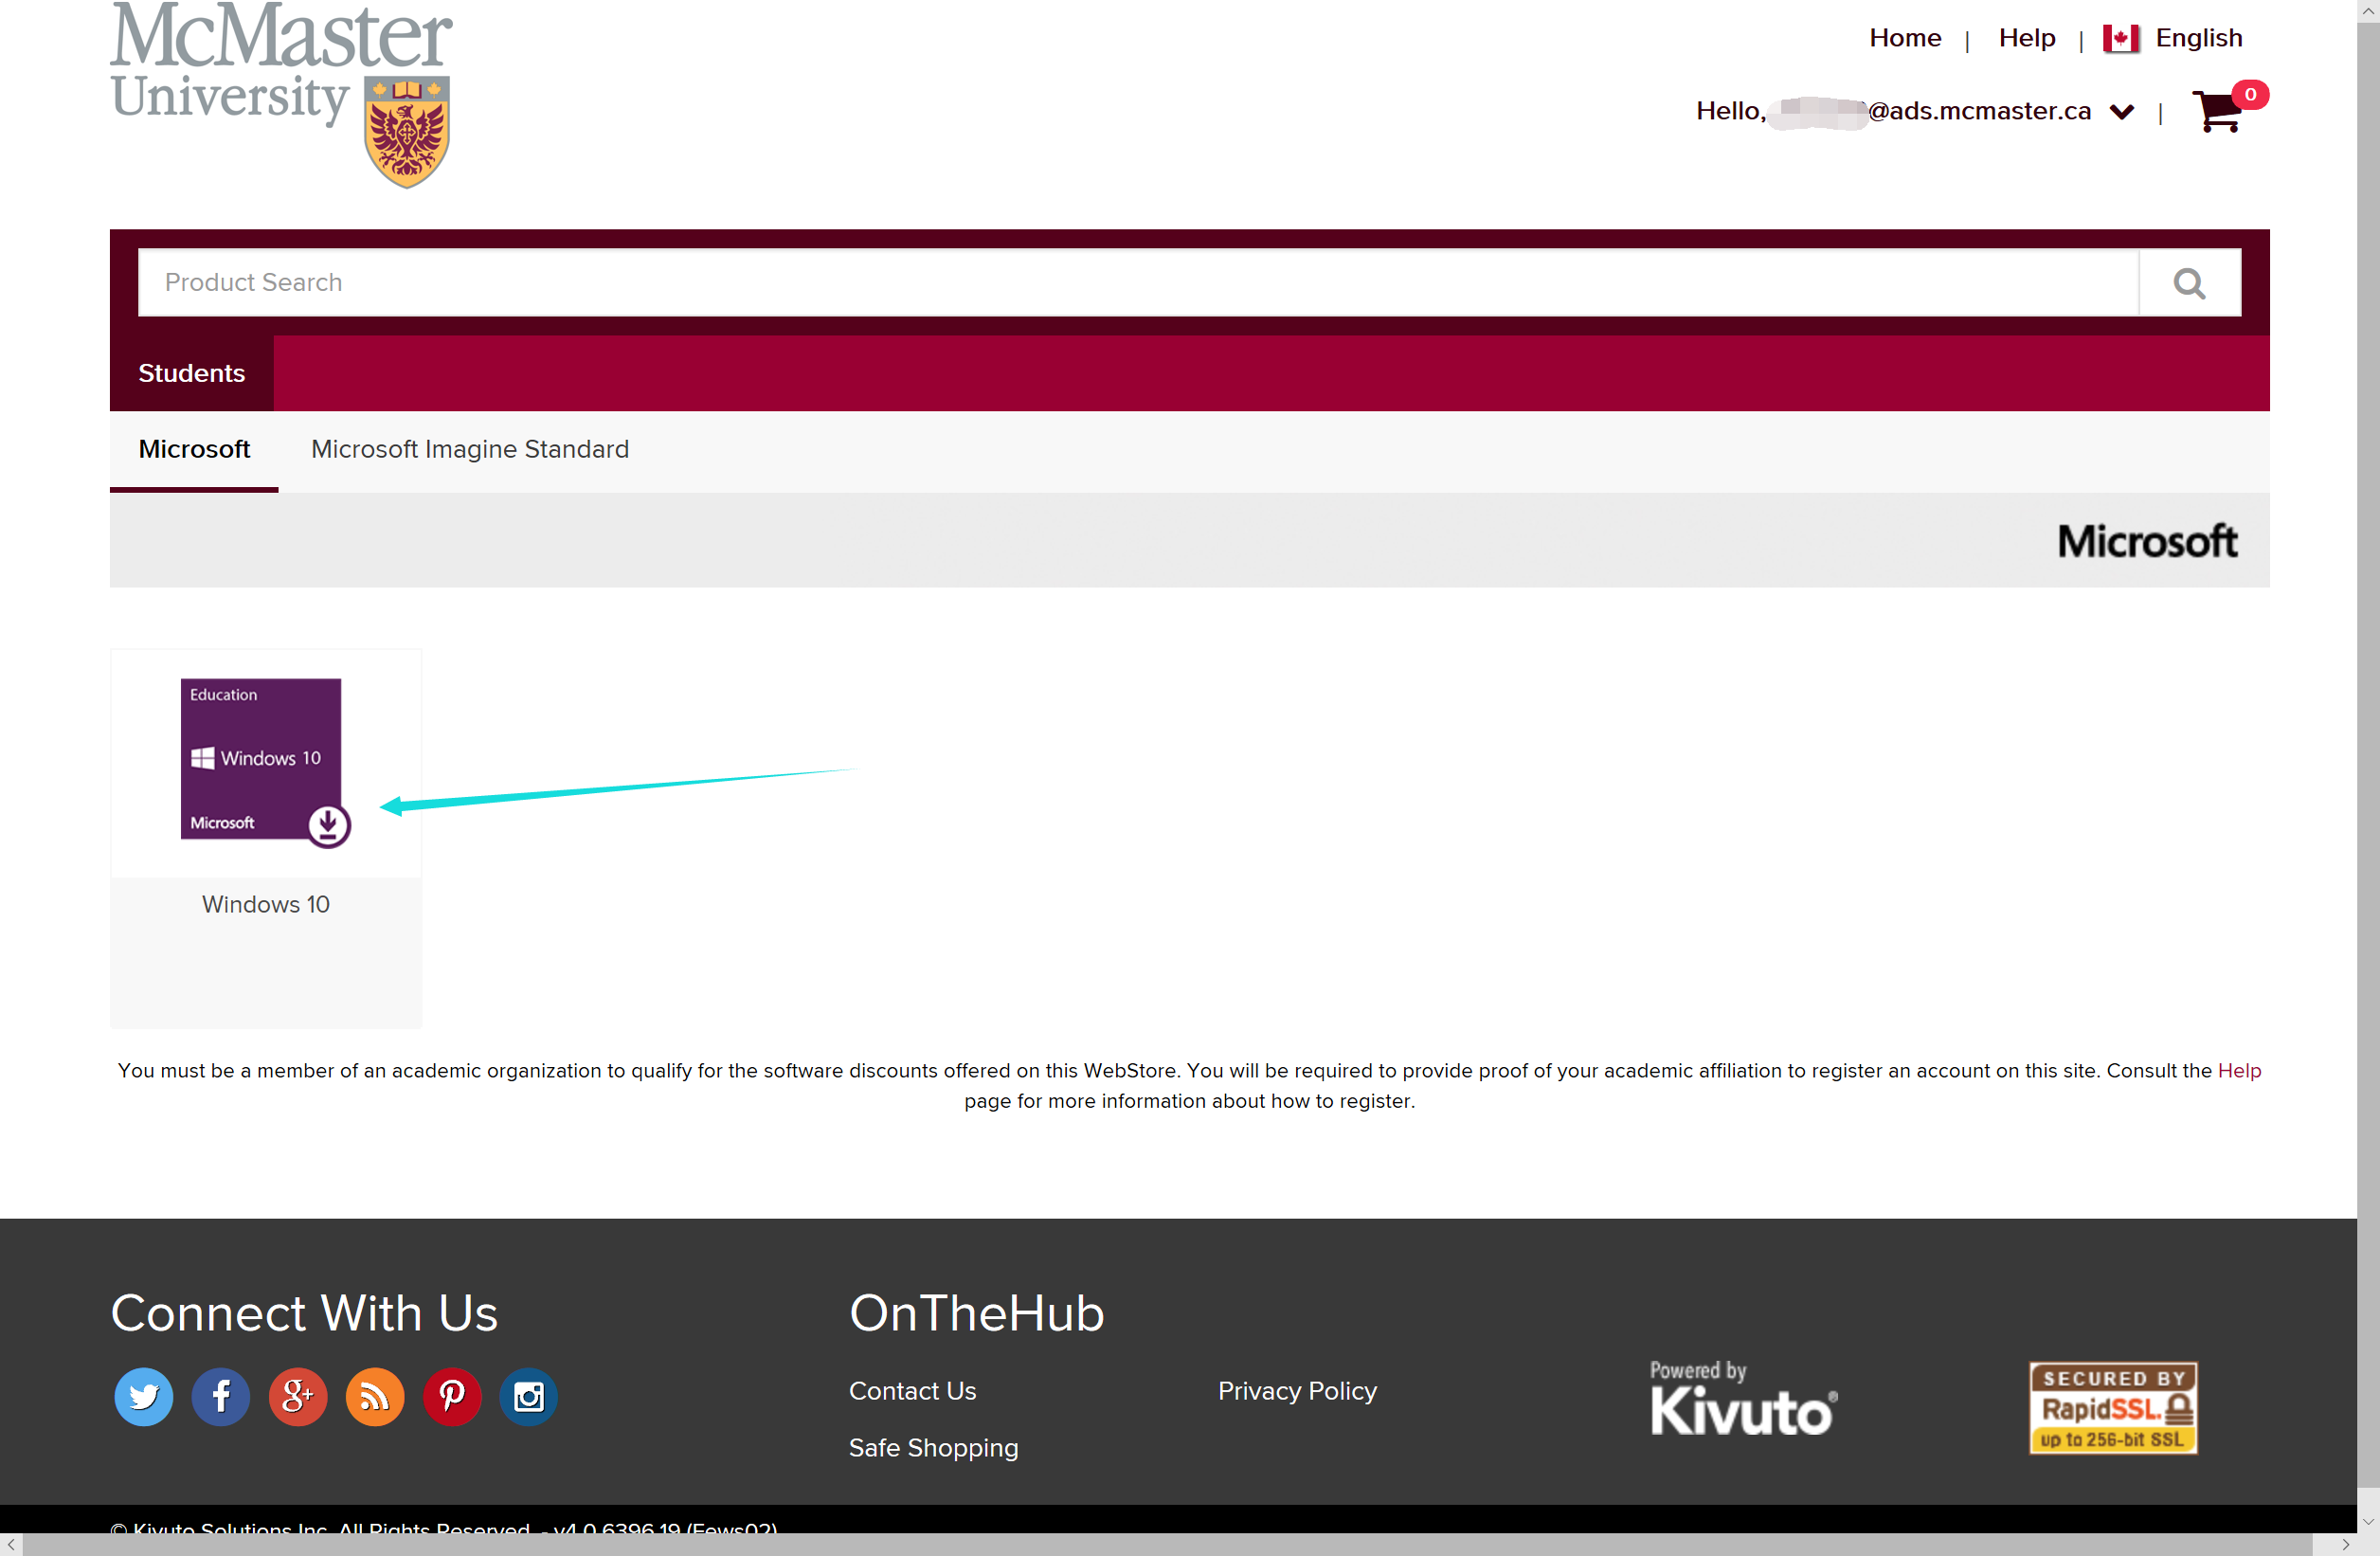 McMaster
University
Home | Help | English
Hello, @ads.mcmaster.ca | 0
Product Search
Students
Microsoft Microsoft Imagine Standard
Microsoft
Education
Windows 10
Microsoft
Windows 10
You must be a member of an academic organization to qualify for the software discounts offered on this WebStore. You will be required to provide proof of your academic affiliation to register an account on this site. Consult the Help
page for more information about how to register.
Connect With Us
OnTheHub
Contact Us
Privacy Policy
Safe Shopping
Powered by
Kivuto®
SECURED BY
RapidSSL.
up to 256-bit SSL
© Kivuto Solutions Inc. All Rights Reserved. - v4.0.6396.19 (Eews02)